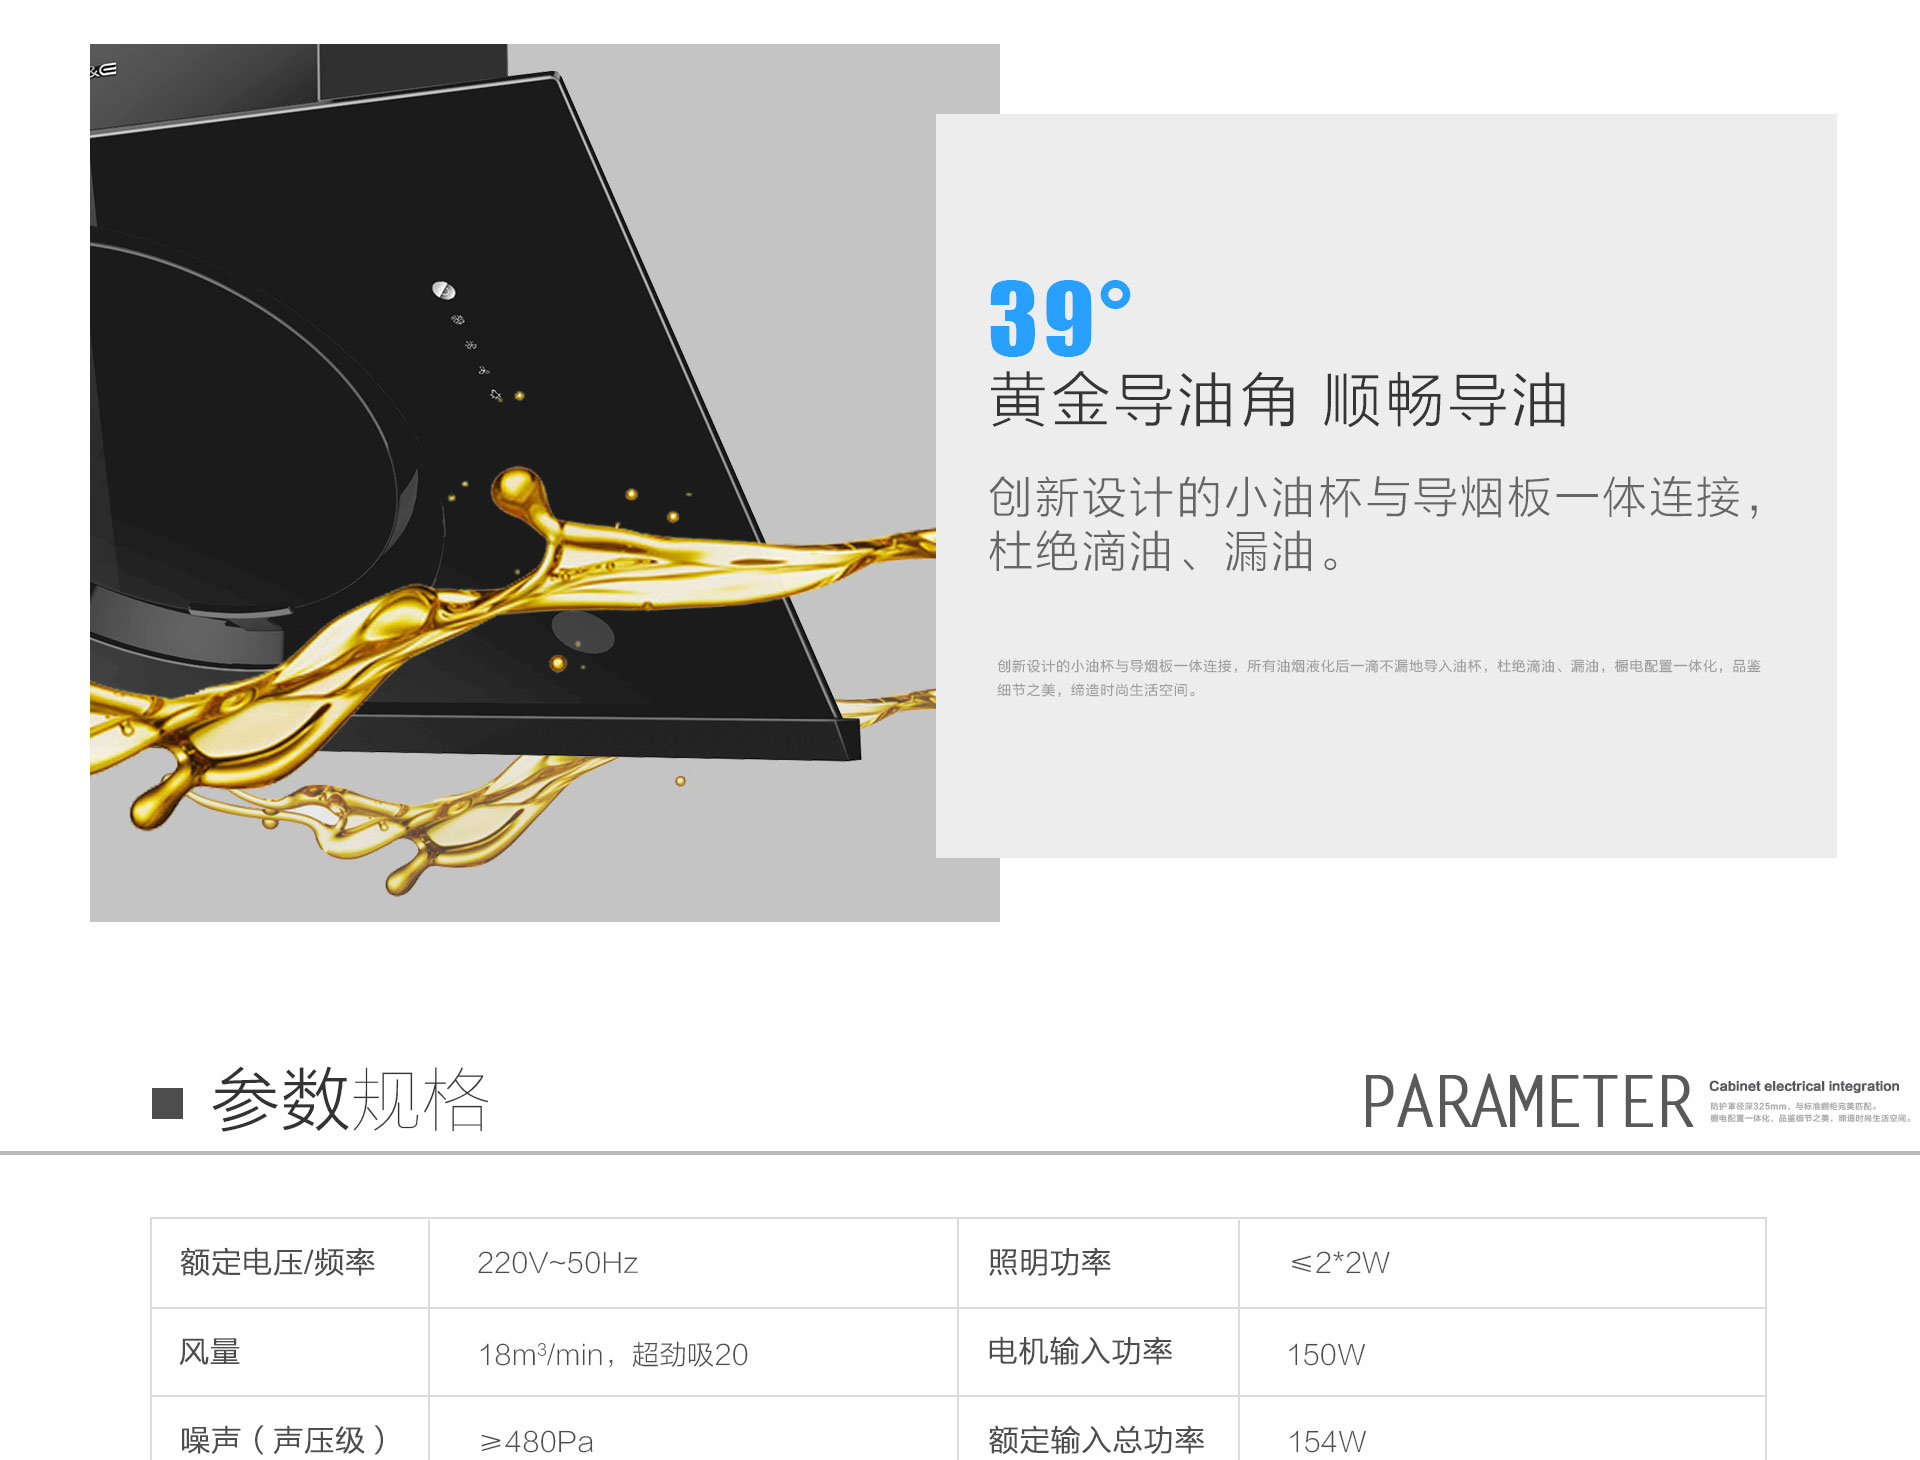 &E
39°
黄金导油角 顺畅导油
创新设计的小油杯与导烟板一体连接，
杜绝滴油、漏油。
创新设计的小油杯与导烟板一体连接，所有油烟液化后一滴不漏地导入油杯，杜绝滴油、漏油，橱电配置一体化，品鉴
细节之美，缔造时尚生活空间。
参数规格
PARAMETER
Cabinet electrical integration
防护罩径深325mm，与标准橱柜完美匹配。
橱电配置一体化，品鉴细节之美，缔造时尚生活空间。
额定电压/频率 220V~50Hz 照明功率 ≤2*2W
风量 18m³/min，超劲吸20 电机输入功率 150W
噪声（声压级） ≥480Pa 额定输入总功率 154W